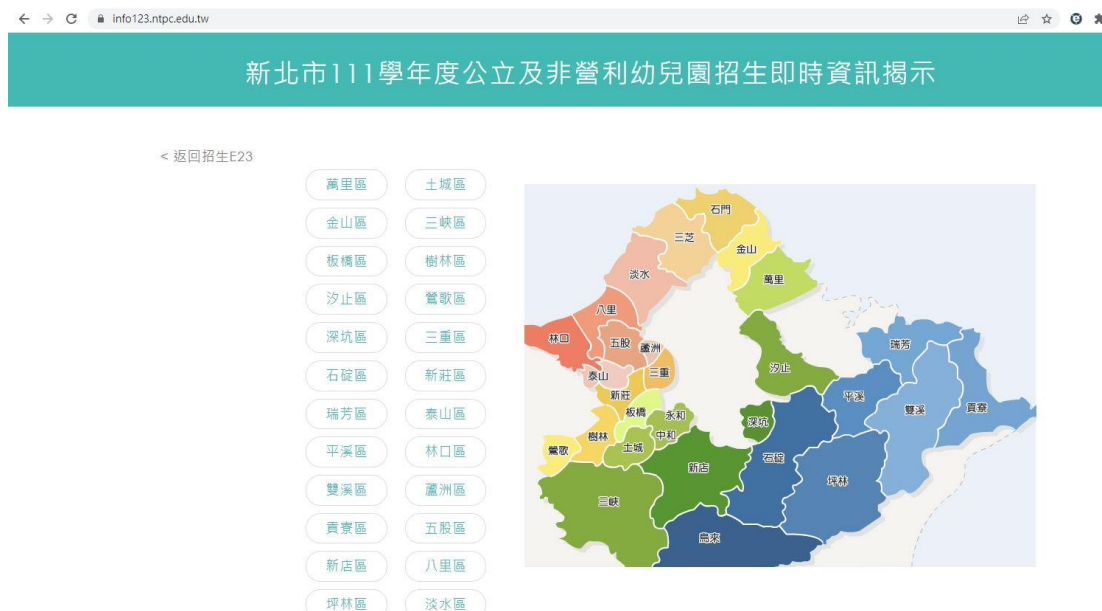 info123.ntpc.edu.tw
新北市111學年度公立及非營利幼兒園招生即時資訊揭示
< 返回招生E23
萬里區 土城區
金山區 三峽區
板橋區 樹林區
汐止區 鶯歌區
深坑區 三重區
石碇區 新莊區
瑞芳區 泰山區
平溪區 林口區
雙溪區 蘆洲區
貢寮區 五股區
新店區 八里區
坪林區 淡水區
石門
三芝
金山
淡水
萬里
八里
林口
五股
蘆洲
瑞芳
泰山
三重
汐止
新莊
平溪
雙溪
貢寮
板橋
永和
深坑
樹林
中和
鶯歌
土城
新店
石碇
坪林
三峽
烏來